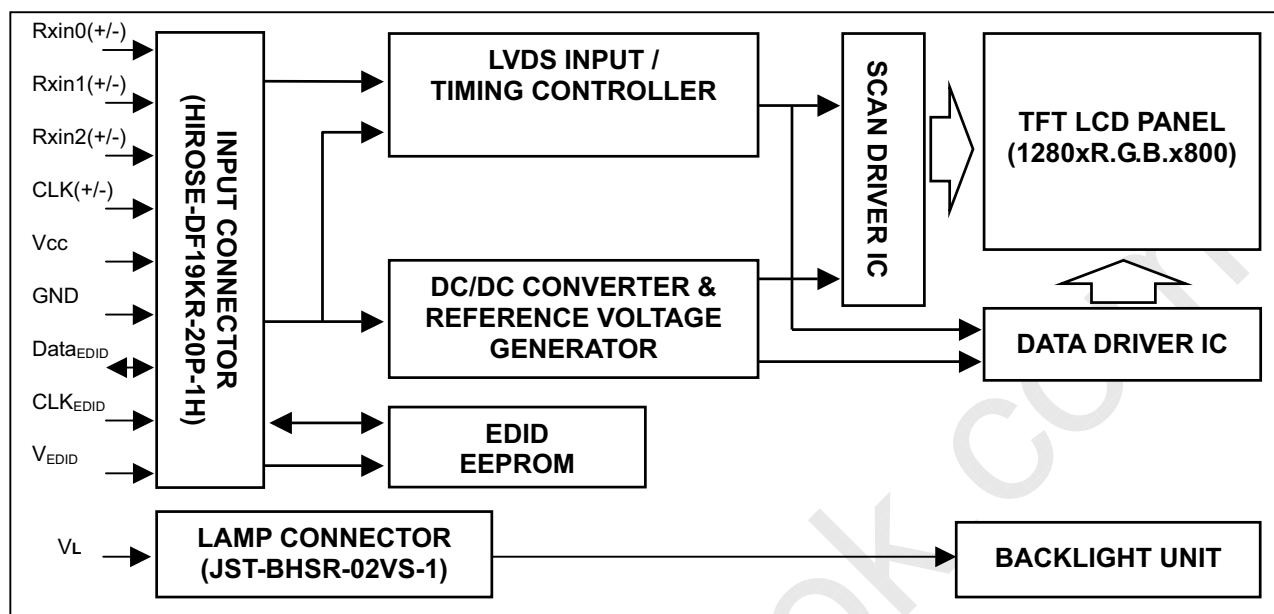 Rxin0(+/-)
Rxin1(+/-)
Rxin2(+/-)
CLK(+/-)
Vcc
GND
DataEDID
CLKEDID
VEDID
INPUT CONNECTOR
(HIROSE-DF19KR-20P-1H)
LVDS INPUT /
TIMING CONTROLLER
DC/DC CONVERTER &
REFERENCE VOLTAGE
GENERATOR
EDID
EEPROM
SCAN DRIVER IC
TFT LCD PANEL
(1280xR.G.B.x800)
DATA DRIVER IC
VL
LAMP CONNECTOR
(JST-BHSR-02VS-1)
BACKLIGHT UNIT